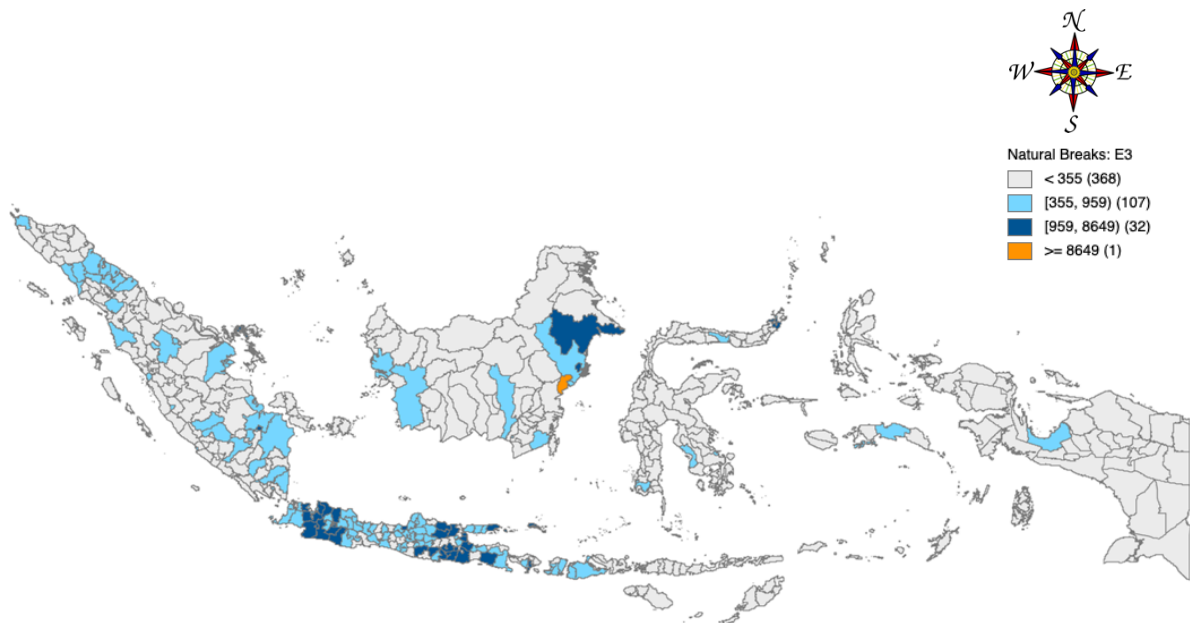 N
W E
S
Natural Breaks: E3
< 355 (368)
[355, 959) (107)
[959, 8649) (32)
>= 8649 (1)